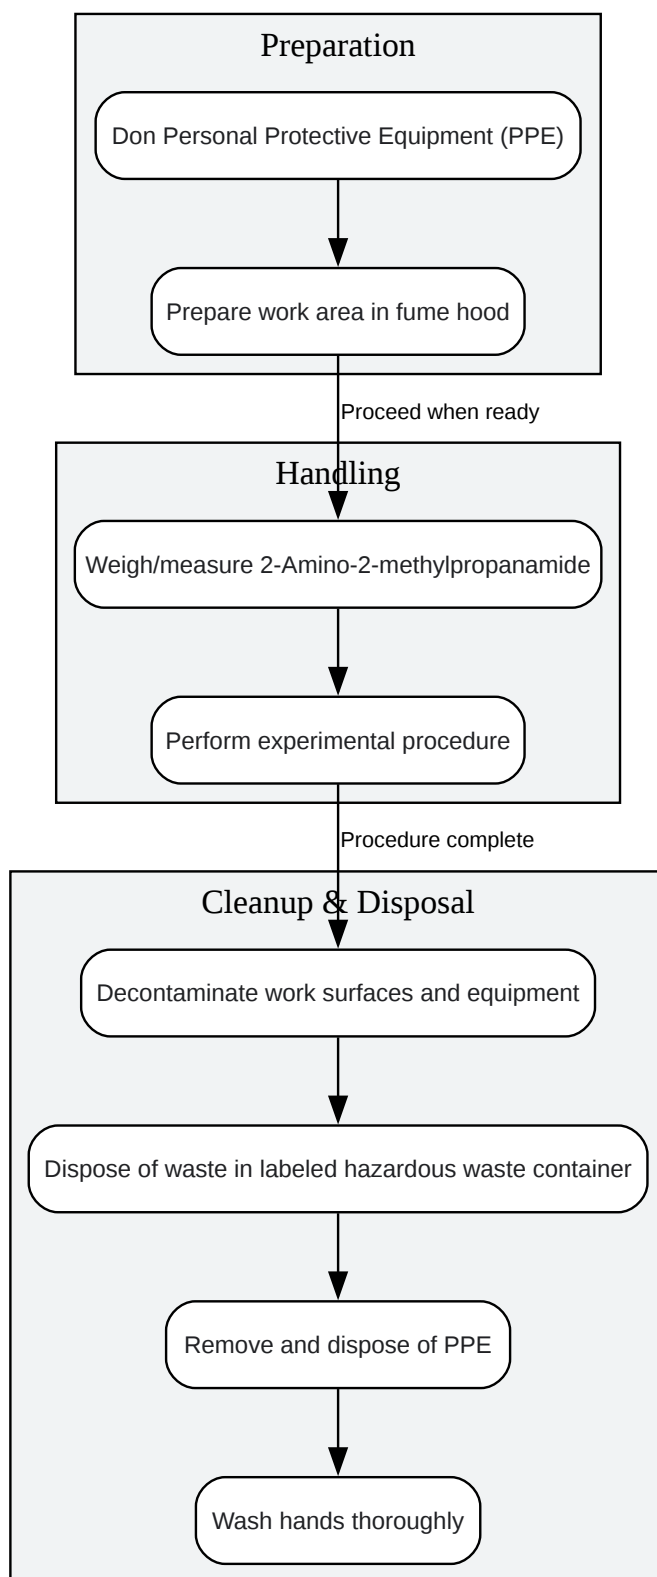 Preparation
Don Personal Protective Equipment (PPE)
Prepare work area in fume hood
Proceed when ready
Handling
Weigh/measure 2-Amino-2-methylpropanamide
Perform experimental procedure
Procedure complete
Cleanup & Disposal
Decontaminate work surfaces and equipment
Dispose of waste in labeled hazardous waste container
Remove and dispose of PPE
Wash hands thoroughly